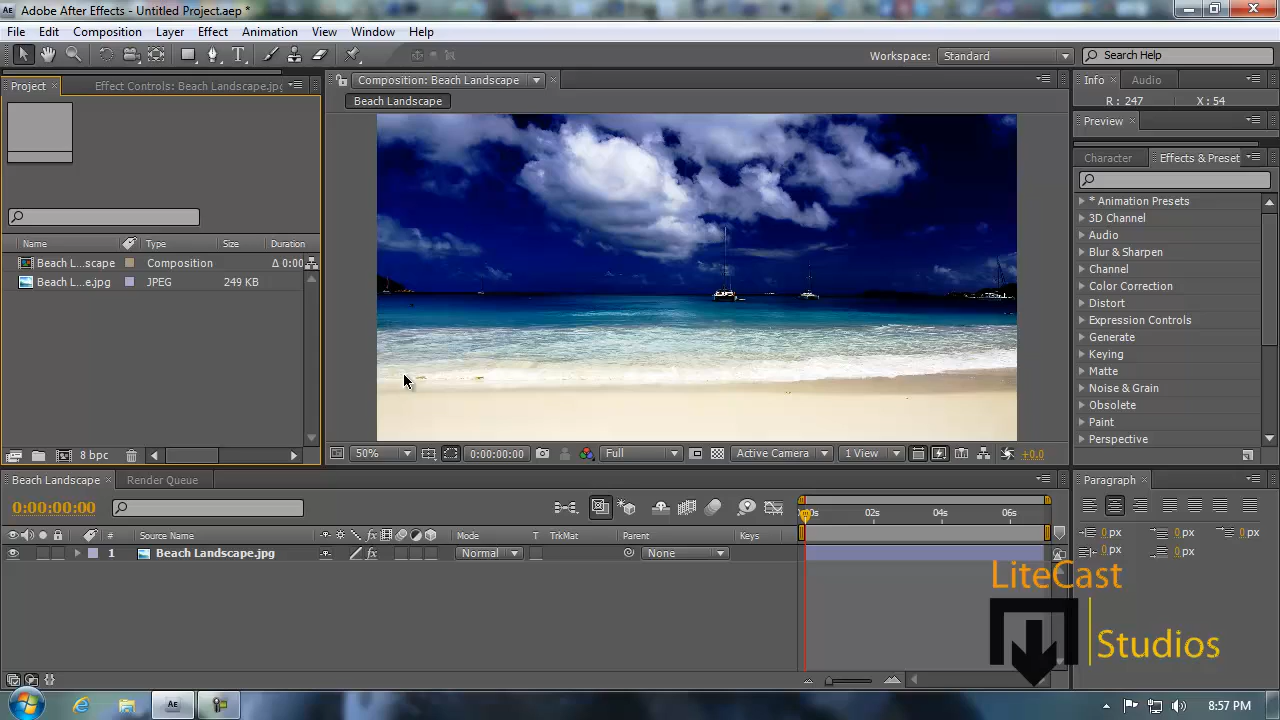 Adobe After Effects - Untitled Project.aep *
File Edit Composition Layer Effect Animation View Window Help
Workspace: Standard Search Help
Project Effect Controls: Beach Landscape.jpg
Composition: Beach Landscape
Info Audio
Beach Landscape
R : 247 X : 54
Preview
Character Effects & Preset
* Animation Presets
3D Channel
Audio
Blur & Sharpen
Channel
Color Correction
Distort
Expression Controls
Generate
Keying
Matte
Noise & Grain
Obsolete
Paint
Perspective
Name Type Size Duration
Beach L...scape Composition Δ 0:00
Beach L...e.jpg JPEG 249 KB
8 bpc
50% 0:00:00:00 Full Active Camera 1 View +0.0
Beach Landscape Render Queue
Paragraph
0:00:00:00
0s 02s 04s 06s
# Source Name Mode T TrkMat Parent Keys
1 Beach Landscape.jpg Normal None
0 px 0 px 0 px
0 px 0 px
LiteCast
Studios
AE
8:57 PM